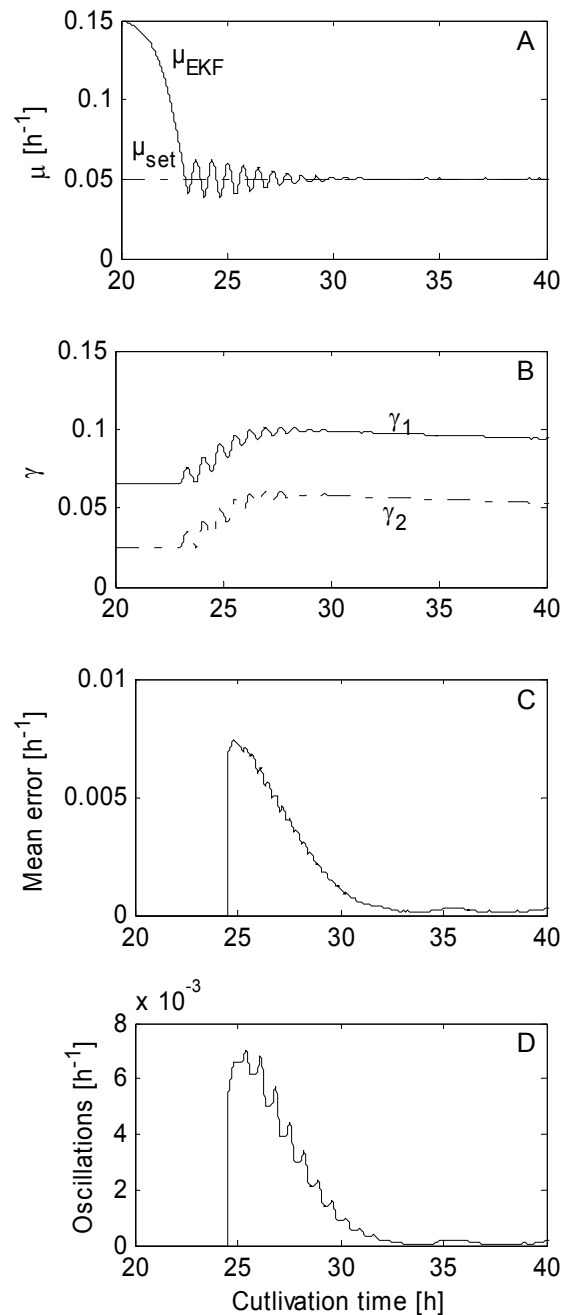 A
0.15
μEKF
0.1
μset
0.05
μ [h-1]
0
20 25 30 35 40
B
0.15
γ1
0.1
γ
0.05
γ2
0
20 25 30 35 40
C
0.01
0.005
Mean error [h-1]
0
20 25 30 35 40
x 10-3
D
8
6
4
2
Oscillations [h-1]
0
20 25 30 35 40
Cutlivation time [h]